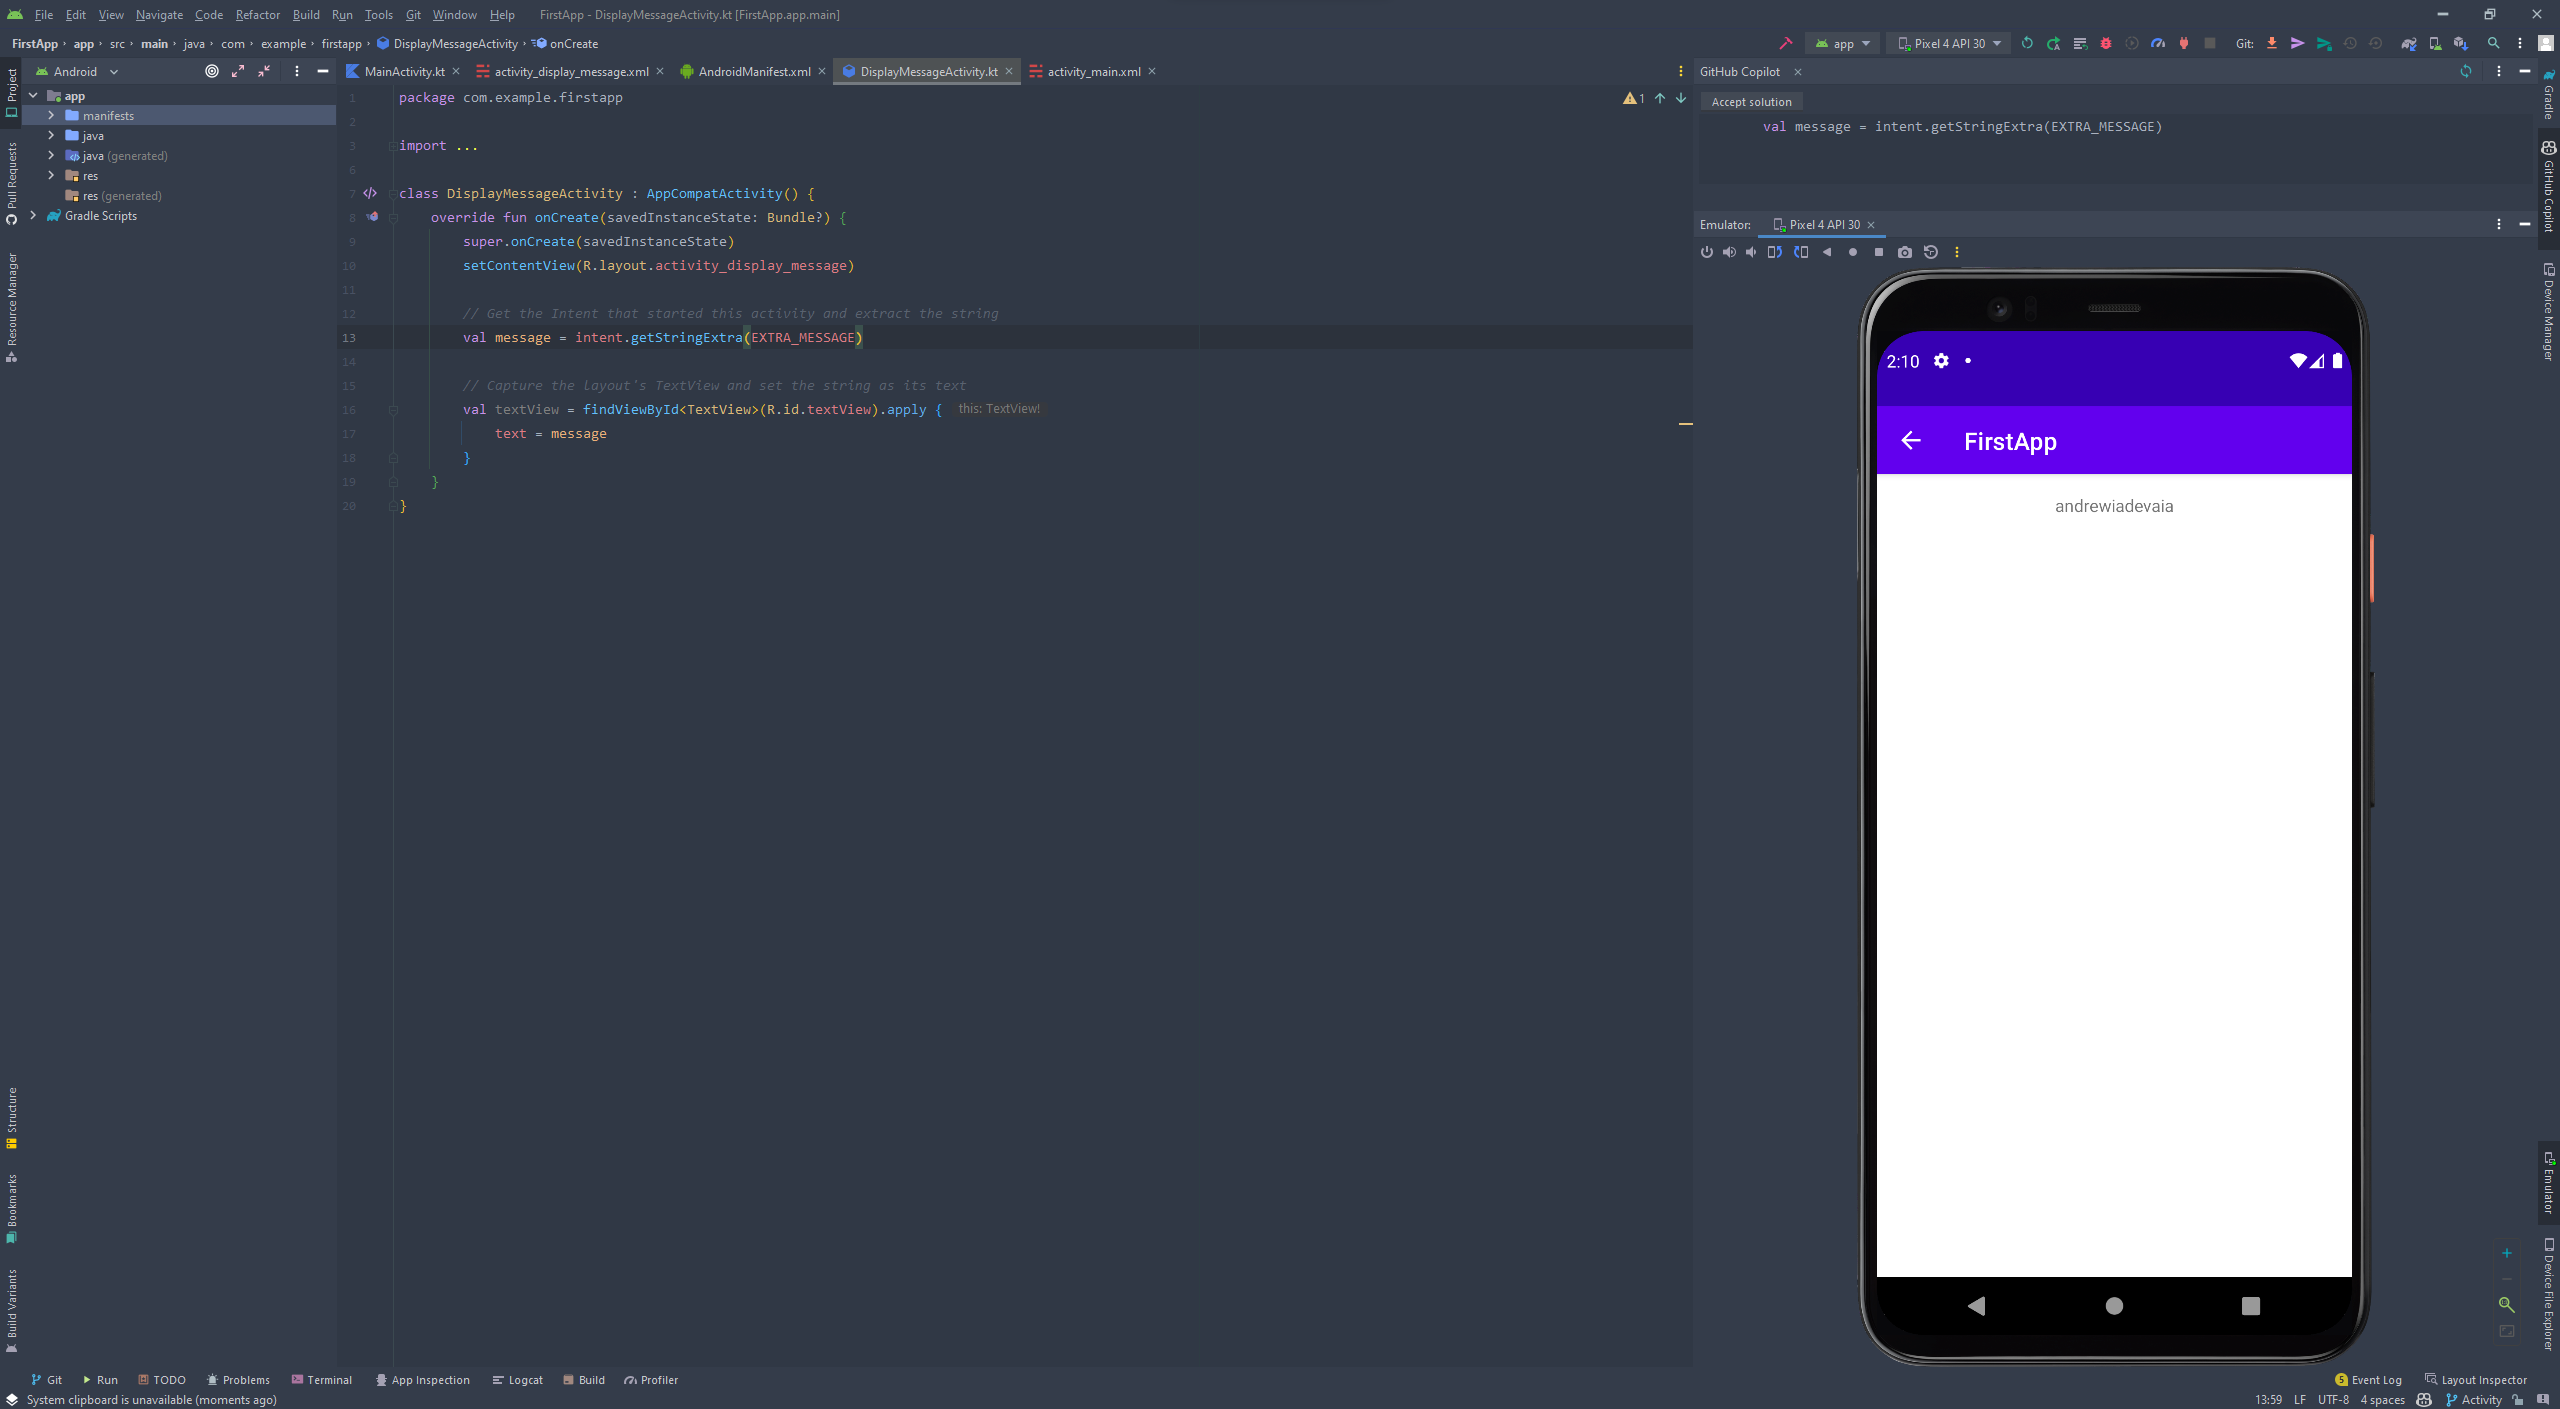 File Edit View Navigate Code Refactor Build Run Tools Git Window Help FirstApp - DisplayMessageActivity.kt [FirstApp.app.main]
FirstApp app src main java com example firstapp DisplayMessageActivity onCreate
app Pixel 4 API 30 Git:
Android
MainActivity.kt activity_display_message.xml AndroidManifest.xml DisplayMessageActivity.kt activity_main.xml
GitHub Copilot
Project
Pull Requests
Resource Manager
Structure
Bookmarks
Build Variants
app
manifests
java
java (generated)
res
res (generated)
Gradle Scripts
1 package com.example.firstapp
2
3 import ...
6
7 class DisplayMessageActivity : AppCompatActivity() {
8 override fun onCreate(savedInstanceState: Bundle?) {
9 super.onCreate(savedInstanceState)
10 setContentView(R.layout.activity_display_message)
11
12 // Get the Intent that started this activity and extract the string
13 val message = intent.getStringExtra(EXTRA_MESSAGE)
14
15 // Capture the layout's TextView and set the string as its text
16 val textView = findViewById<TextView>(R.id.textView).apply { this: TextView!
17 text = message
18 }
19 }
20 }
1
Accept solution
val message = intent.getStringExtra(EXTRA_MESSAGE)
Emulator: Pixel 4 API 30
2:10
FirstApp
andrewiadevaia
Gradle
GitHub Copilot
Device Manager
Emulator
Device File Explorer
Git Run TODO Problems Terminal App Inspection Logcat Build Profiler
5 Event Log Layout Inspector
System clipboard is unavailable (moments ago)
13:59 LF UTF-8 4 spaces Activity